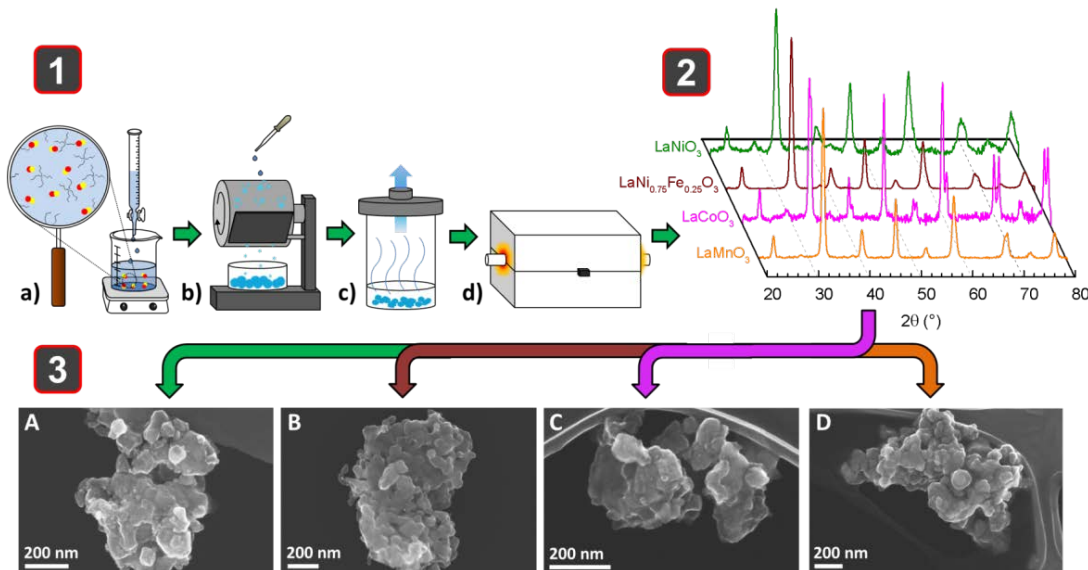 1
2
a)
b)
c)
d)
LaNiO₃
LaNi₀.₇₅Fe₀.₂₅O₃
LaCoO₃
LaMnO₃
20 30 40 50 60 70 80
2θ (°)
3
A
B
C
D
200 nm
200 nm
200 nm
200 nm